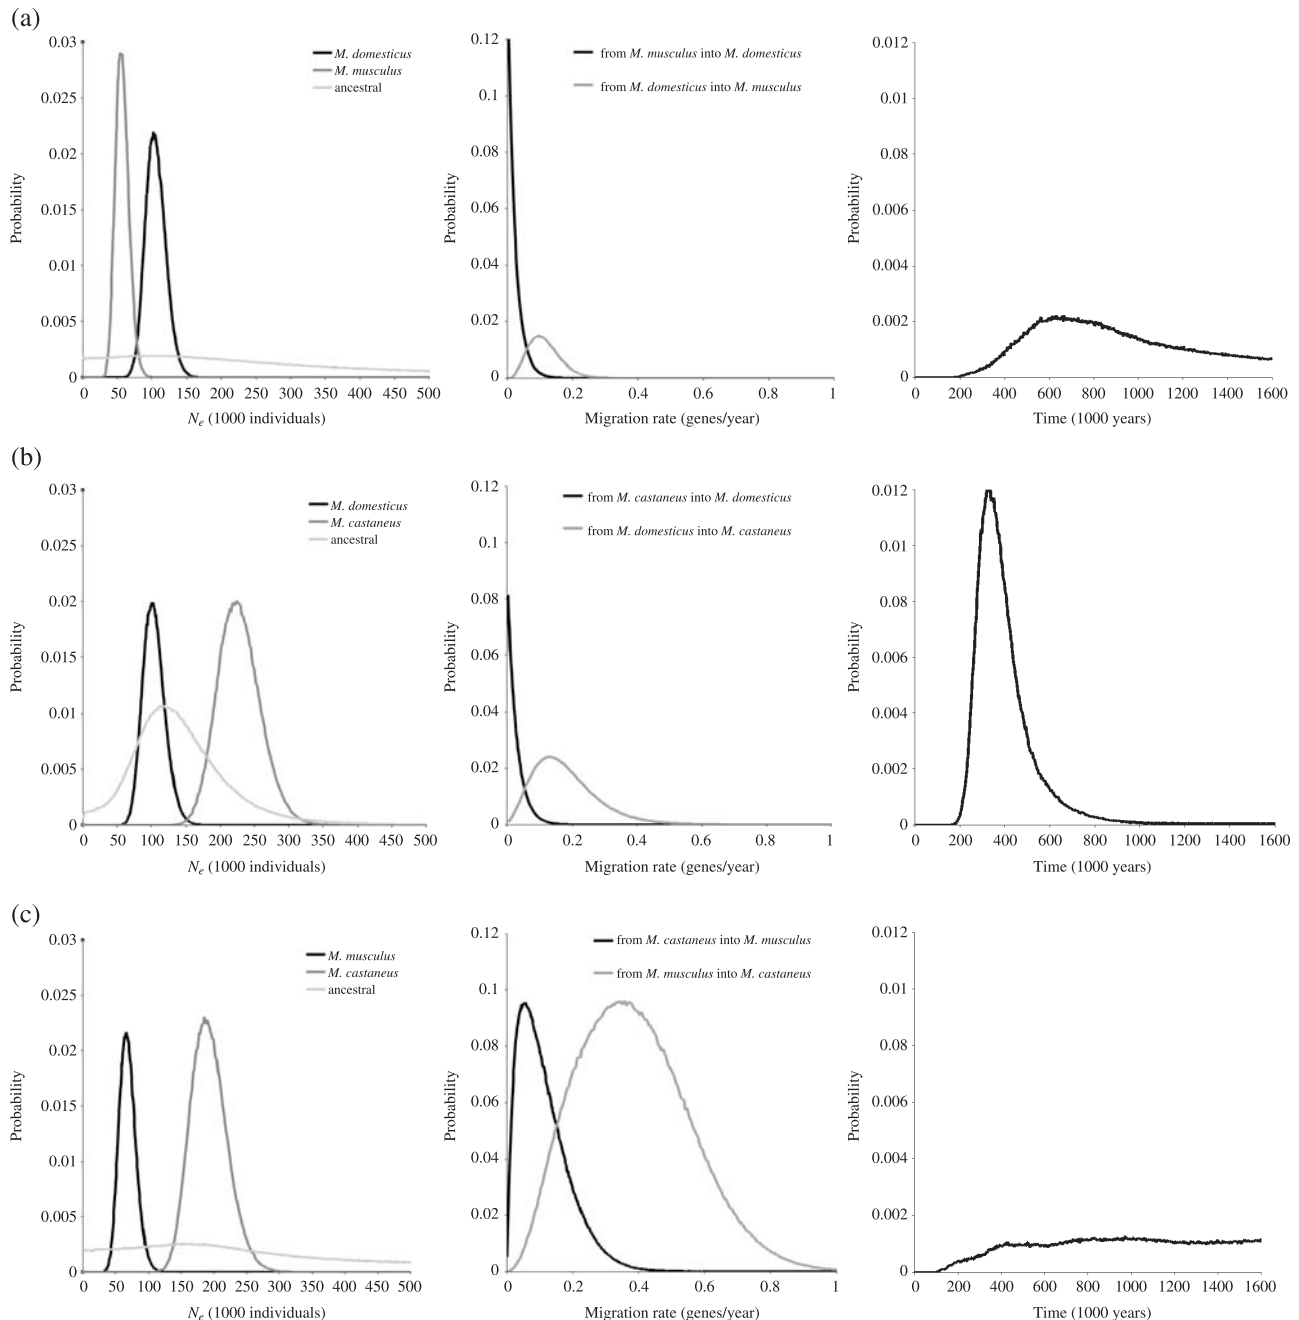 (a)
0.03
0.025
0.02
0.015
0.01
0.005
0
Probability
0 50 100 150 200 250 300 350 400 450 500
N_e (1000 individuals)
M. domesticus
M. musculus
ancestral
0.12
0.1
0.08
0.06
0.04
0.02
0
Probability
0 0.2 0.4 0.6 0.8 1
Migration rate (genes/year)
from M. musculus into M. domesticus
from M. domesticus into M. musculus
0.012
0.01
0.008
0.006
0.004
0.002
0
Probability
0 200 400 600 800 1000 1200 1400 1600
Time (1000 years)
(b)
0.03
0.025
0.02
0.015
0.01
0.005
0
Probability
0 50 100 150 200 250 300 350 400 450 500
N_e (1000 individuals)
M. domesticus
M. castaneus
ancestral
0.12
0.1
0.08
0.06
0.04
0.02
0
Probability
0 0.2 0.4 0.6 0.8 1
Migration rate (genes/year)
from M. castaneus into M. domesticus
from M. domesticus into M. castaneus
0.012
0.01
0.008
0.006
0.004
0.002
0
Probability
0 200 400 600 800 1000 1200 1400 1600
Time (1000 years)
(c)
0.03
0.025
0.02
0.015
0.01
0.005
0
Probability
0 50 100 150 200 250 300 350 400 450 500
N_e (1000 individuals)
M. musculus
M. castaneus
ancestral
0.12
0.1
0.08
0.06
0.04
0.02
0
Probability
0 0.2 0.4 0.6 0.8 1
Migration rate (genes/year)
from M. castaneus into M. musculus
from M. musculus into M. castaneus
0.012
0.01
0.008
0.006
0.004
0.002
0
Probability
0 200 400 600 800 1000 1200 1400 1600
Time (1000 years)